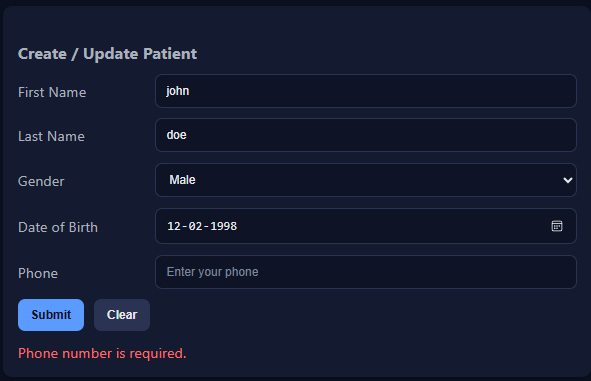 Create / Update Patient
First Name john
Last Name doe
Gender Male
Date of Birth 12-02-1998
Phone Enter your phone
Submit Clear
Phone number is required.